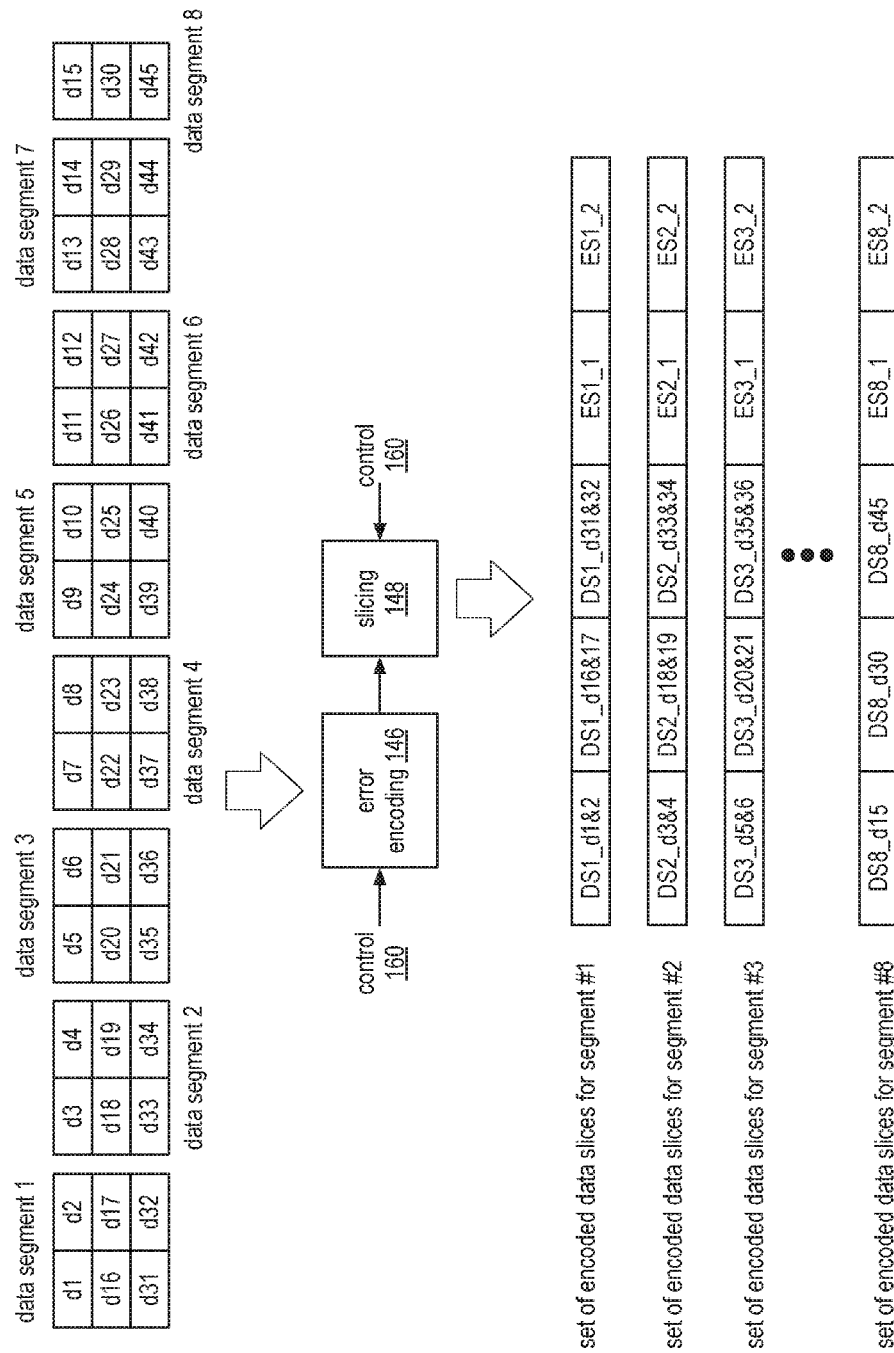 data segment 1
data segment 3
data segment 5
data segment 7
d1 d2 d3 d4 d5 d6 d7 d8 d9 d10 d11 d12 d13 d14 d15
d16 d17 d18 d19 d20 d21 d22 d23 d24 d25 d26 d27 d28 d29 d30
d31 d32 d33 d34 d35 d36 d37 d38 d39 d40 d41 d42 d43 d44 d45
data segment 2
data segment 4
data segment 6
data segment 8
control
160
error
encoding 146
slicing
148
control
160
set of encoded data slices for segment #1 DS1_d1&2 DS1_d16&17 DS1_d31&32 ES1_1 ES1_2
set of encoded data slices for segment #2 DS2_d3&4 DS2_d18&19 DS2_d33&34 ES2_1 ES2_2
set of encoded data slices for segment #3 DS3_d5&6 DS3_d20&21 DS3_d35&36 ES3_1 ES3_2
set of encoded data slices for segment #8 DS8_d15 DS8_d30 DS8_d45 ES8_1 ES8_2